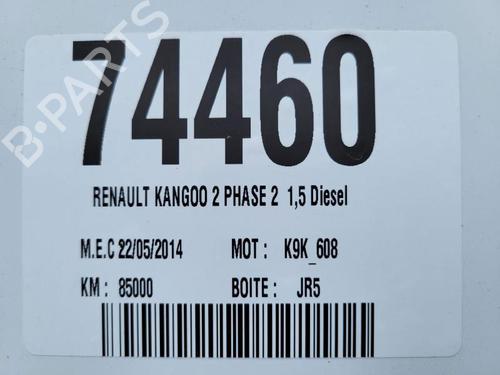 74460
B-PARTS
RENAULT KANGOO 2 PHASE 2 1,5 Diesel
M.E.C : 22/05/2014 MOT : K9K_608
KM : 85000 BOITE : JR5